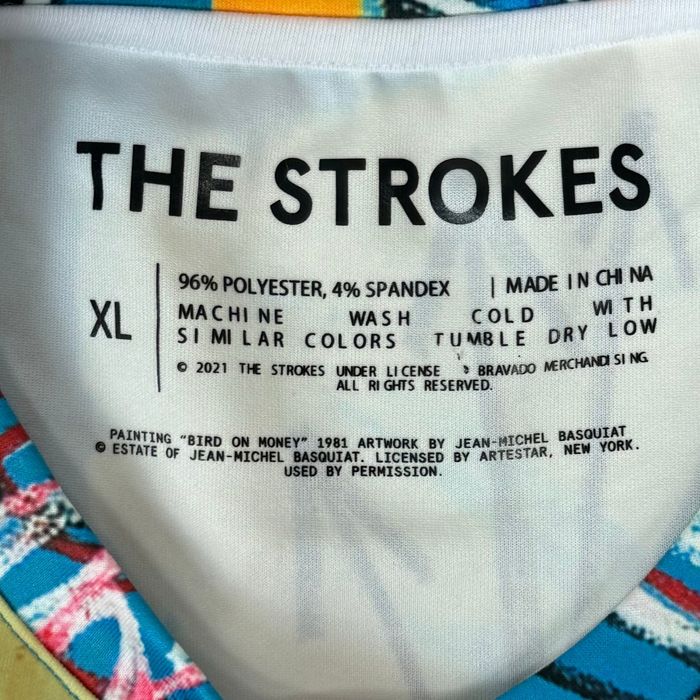 THE STROKES
XL
96% POLYESTER, 4% SPANDEX | MADE IN CHINA
MACHINE WASH COLD WITH
SIMILAR COLORS TUMBLE DRY LOW
© 2021 THE STROKES UNDER LICENSE BRAVADO MERCHANDISING
ALL RIGHTS RESERVED.
PAINTING "BIRD ON MONEY" 1981 ARTWORK BY JEAN-MICHEL BASQUIAT
© ESTATE OF JEAN-MICHEL BASQUIAT. LICENSED BY ARTESTAR, NEW YORK.
USED BY PERMISSION.